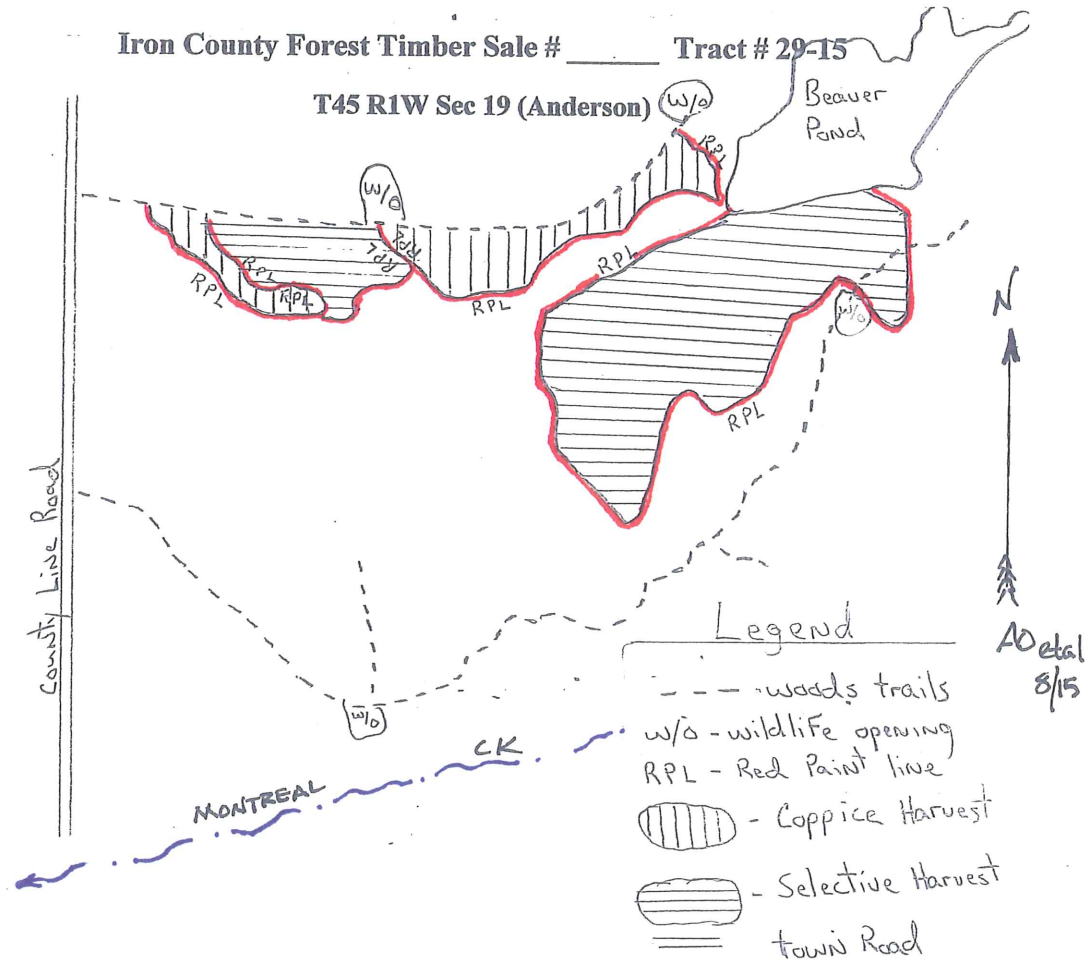 Iron County Forest Timber Sale # ______ Tract # 29-15
T45 R1W Sec 19 (Anderson)
w/o
Beaver
Pond
RPL
w/o
RPL
RPL
RPL
RPL
RPL
RPL
RPL
w/o
RPL
N
County Line Road
w/o
MONTREAL CK
etal
8/15
Legend
woods trails
w/o - wildlife opening
RPL - Red Paint line
- Coppice Harvest
- Selective Harvest
town Road